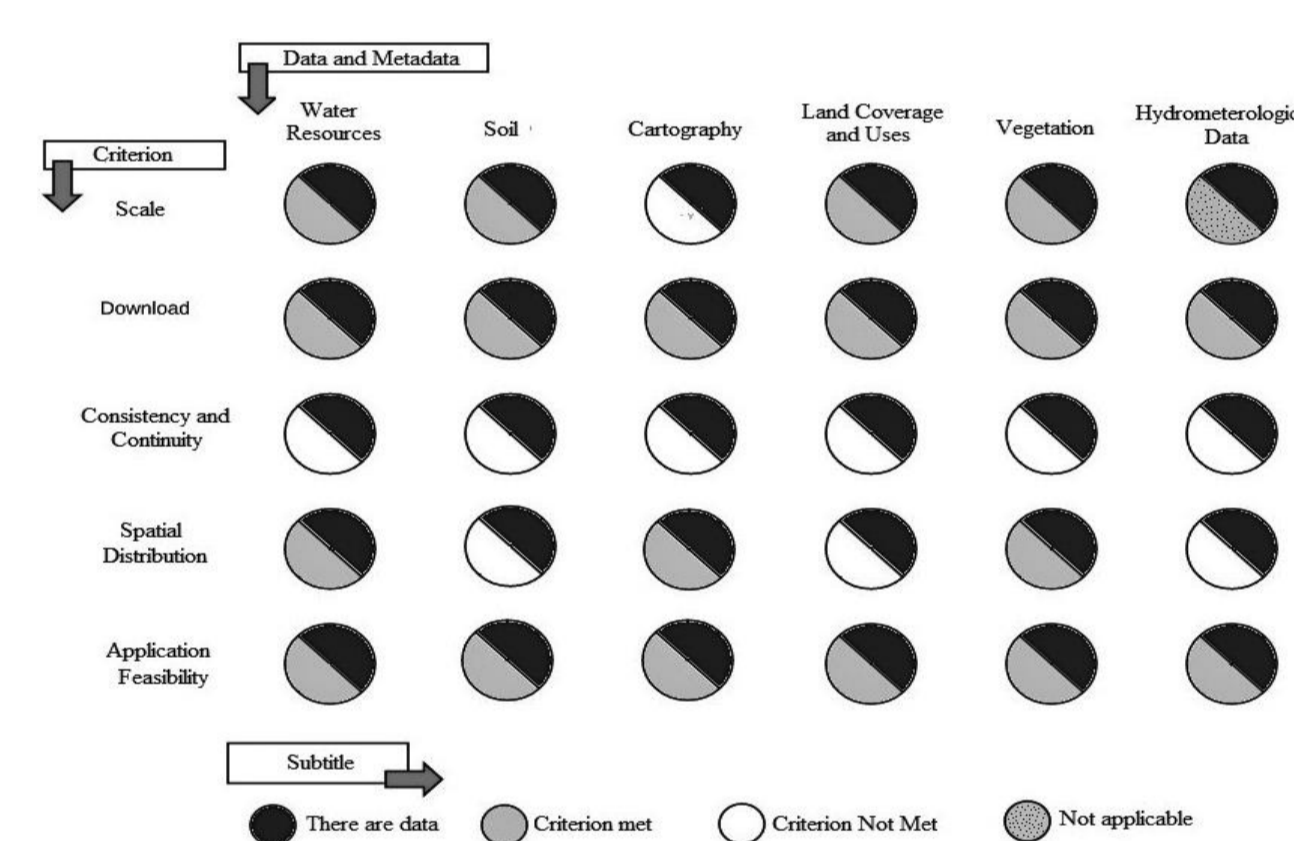 Data and Metadata
Water
Resources
Soil
Cartography
Land Coverage
and Uses
Vegetation
Data
Criterion
Scale
Download
Consistency and
Continuity
Spatial
Distribution
Application
Feasibility
Subtitle
There are data
Criterion met
Criterion Not Met
Not applicable